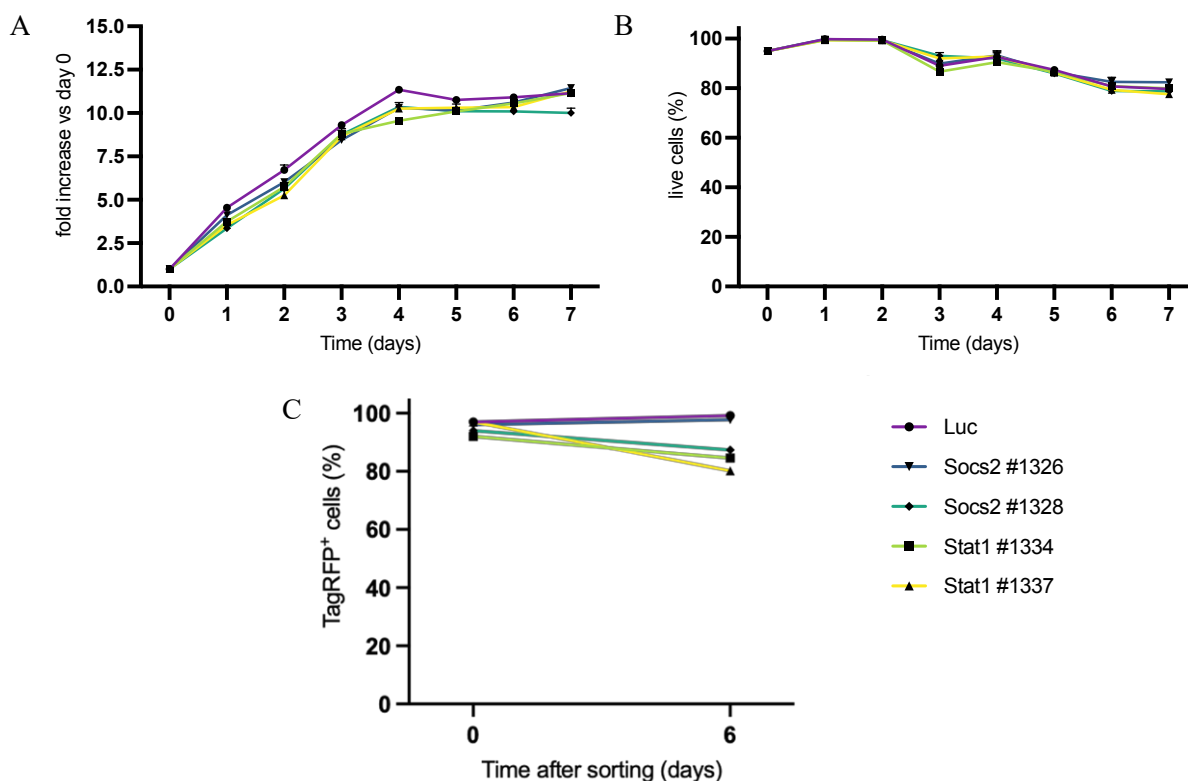 A
fold increase vs day 0
15.0
12.5
10.0
7.5
5.0
2.5
0.0
0 1 2 3 4 5 6 7
Time (days)
B
live cells (%)
100
80
60
40
20
0
0 1 2 3 4 5 6 7
Time (days)
C
TagRFP⁺ cells (%)
100
80
60
40
20
0
0 6
Time after sorting (days)
Luc
Socs2 #1326
Socs2 #1328
Stat1 #1334
Stat1 #1337